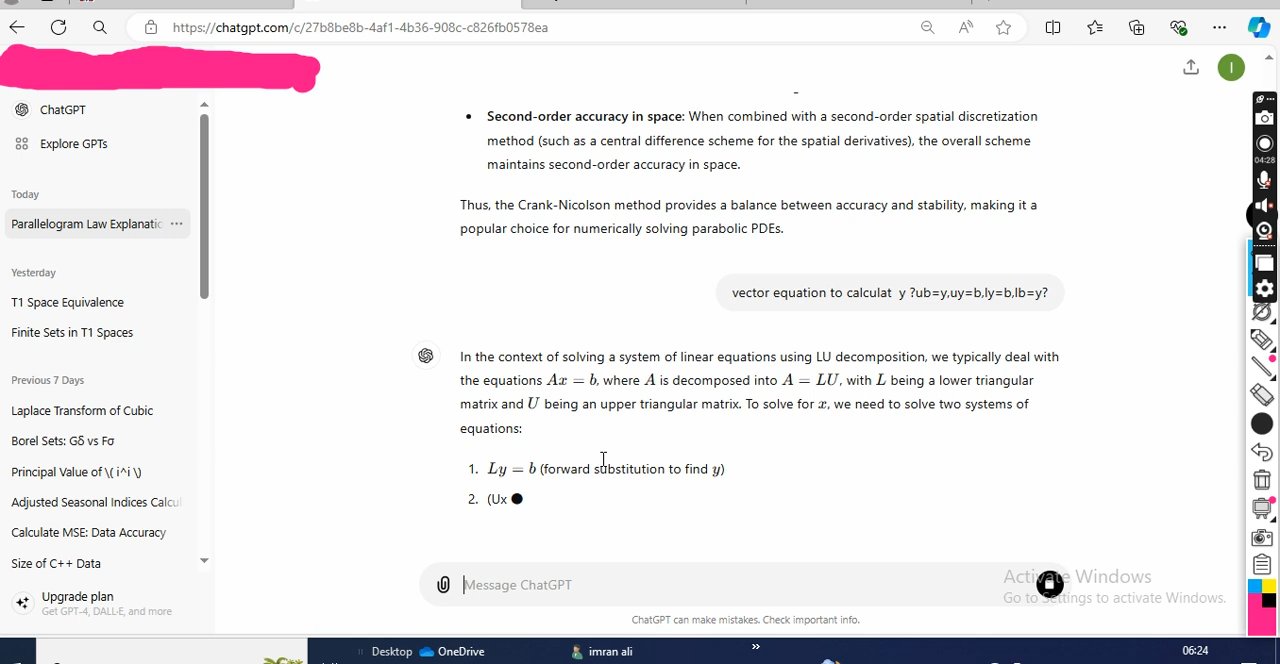 https://chatgpt.com/c/27b8be8b-4af1-4b36-908c-c826fb0578ea
I
ChatGPT
Explore GPTs
04:28
Today
Parallelogram Law Explanatic
Yesterday
T1 Space Equivalence
Finite Sets in T1 Spaces
Previous 7 Days
Laplace Transform of Cubic
Borel Sets: Gδ vs Fσ
Principal Value of \( i^i \)
Adjusted Seasonal Indices Calcul
Calculate MSE: Data Accuracy
Size of C++ Data
Upgrade plan
Get GPT-4, DALL·E, and more
• Second-order accuracy in space: When combined with a second-order spatial discretization
method (such as a central difference scheme for the spatial derivatives), the overall scheme
maintains second-order accuracy in space.
Thus, the Crank-Nicolson method provides a balance between accuracy and stability, making it a
popular choice for numerically solving parabolic PDEs.
vector equation to calculat y ?ub=y,uy=b,ly=b,lb=y?
In the context of solving a system of linear equations using LU decomposition, we typically deal with
the equations Ax = b, where A is decomposed into A = LU, with L being a lower triangular
matrix and U being an upper triangular matrix. To solve for x, we need to solve two systems of
equations:
1. Ly = b (forward substitution to find y)
2. (Ux
Message ChatGPT
Activate Windows
Go to Settings to activate Windows.
ChatGPT can make mistakes. Check important info.
Desktop
OneDrive
imran ali
»
06:24